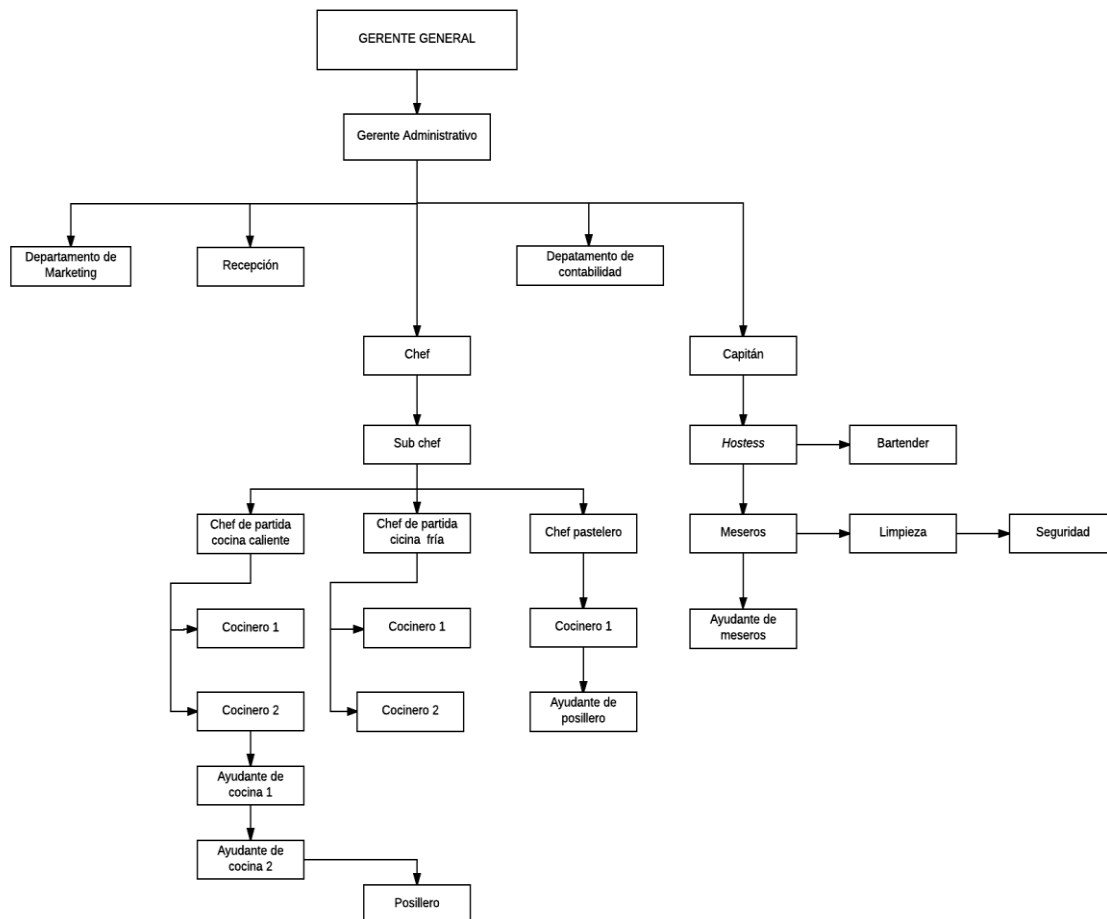 GERENTE GENERAL
Gerente Administrativo
Departamento de
Marketing
Recepción
Depatamento de
contabilidad
Chef
Capitán
Sub chef
Hostess
Bartender
Chef de partida
cocina caliente
Chef de partida
cicina fría
Chef pastelero
Meseros
Limpieza
Seguridad
Cocinero 1
Cocinero 1
Cocinero 1
Ayudante de
meseros
Cocinero 2
Cocinero 2
Ayudante de
posillero
Ayudante de
cocina 1
Ayudante de
cocina 2
Posillero